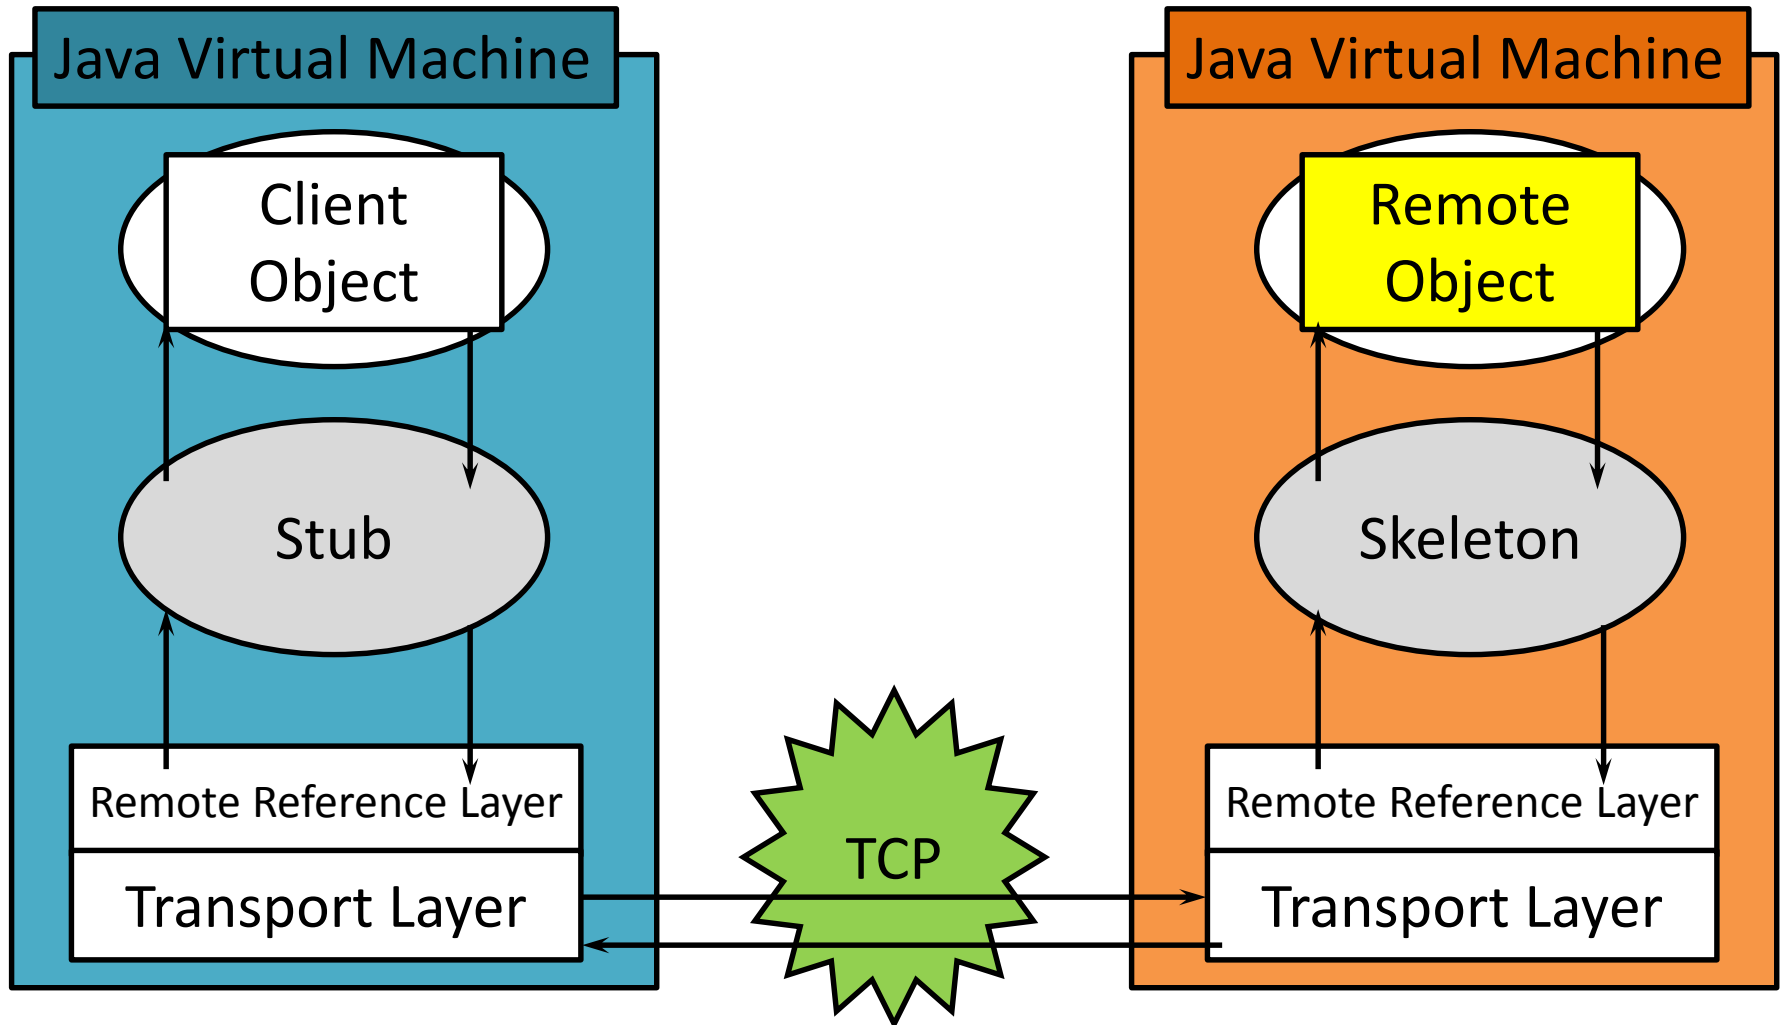 Java Virtual Machine
Client
Object
Stub
Remote Reference Layer
Transport Layer
TCP
Java Virtual Machine
Remote
Object
Skeleton
Remote Reference Layer
Transport Layer